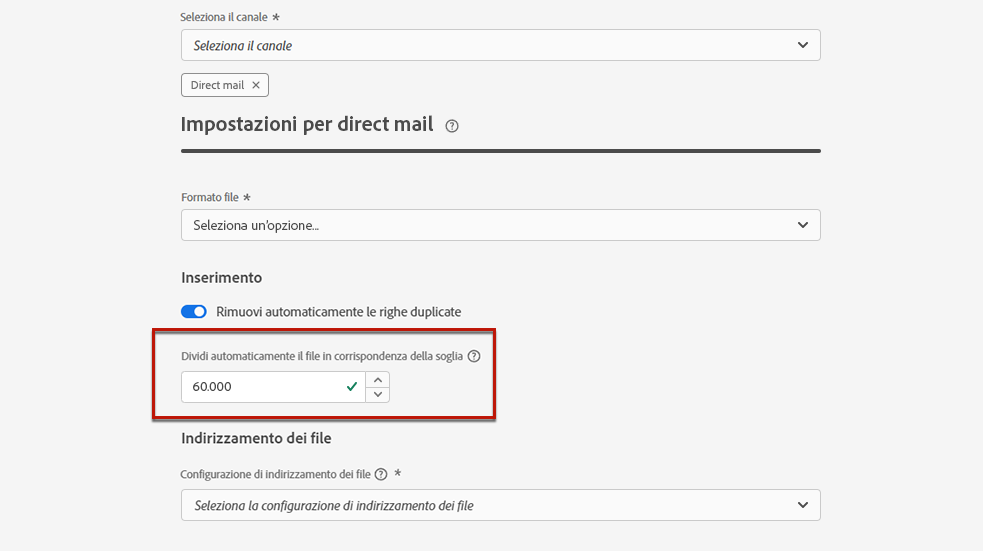 Seleziona il canale *
Seleziona il canale
Direct mail ×
Impostazioni per direct mail ?
Formato file *
Seleziona un'opzione...
Inserimento
Rimuovi automaticamente le righe duplicate
Dividi automaticamente il file in corrispondenza della soglia ?
60.000
Indirizzamento dei file
Configurazione di indirizzamento dei file ? *
Seleziona la configurazione di indirizzamento dei file